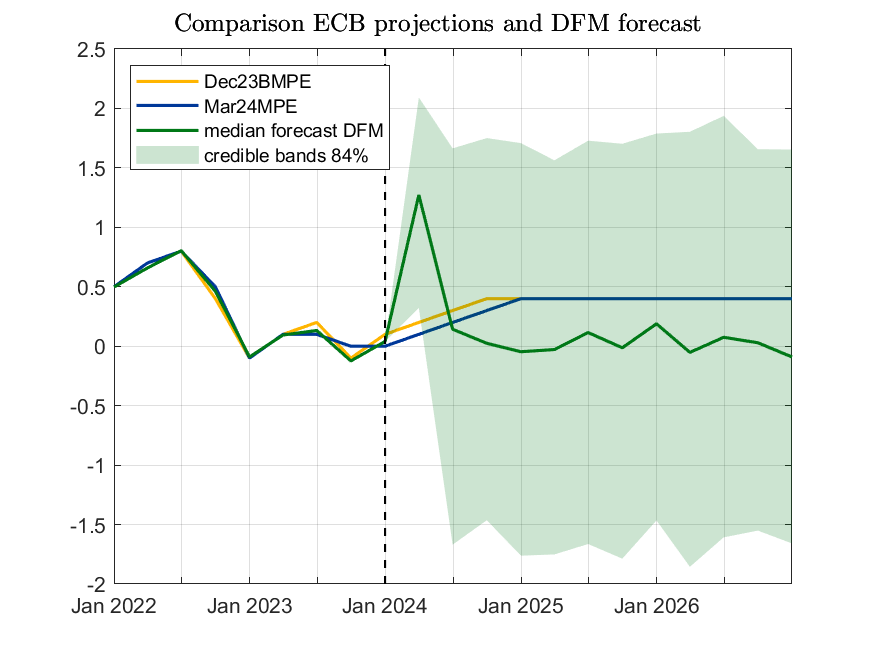 Comparison ECB projections and DFM forecast
2.5
2
1.5
1
0.5
0
-0.5
-1
-1.5
-2
Dec23BMPE
Mar24MPE
median forecast DFM
credible bands 84%
Jan 2022 Jan 2023 Jan 2024 Jan 2025 Jan 2026